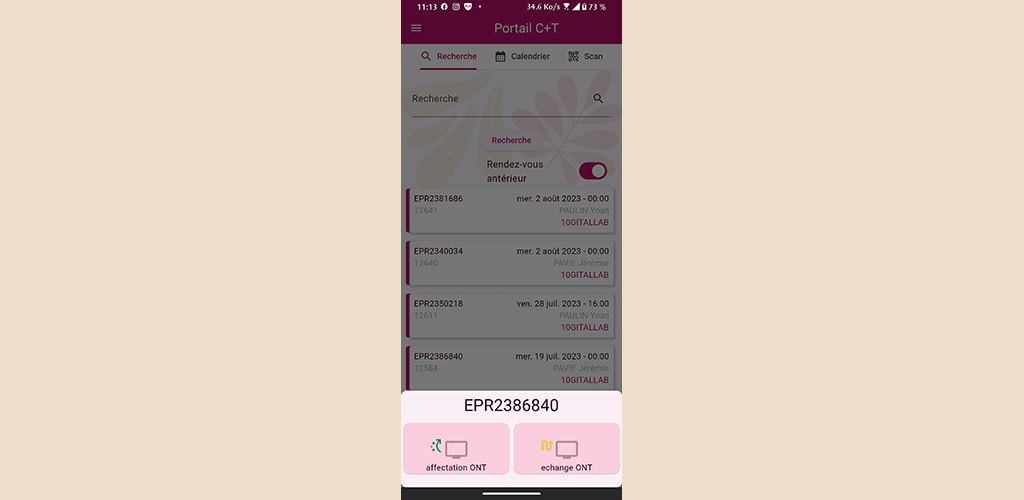 11:13 34.6 Ko/s 73 %
Portail C+T
Recherche Calendrier Scan
Recherche
Recherche
Rendez-vous
antérieur
EPR2381686 mer. 2 août 2023 - 00:00
12641 PAULIN Yoan
10GITALLAB
EPR2340034 mer. 2 août 2023 - 00:00
12640 PAVIE Jérémie
10GITALLAB
EPR2350218 ven. 28 juil. 2023 - 16:00
12611 PAULIN Yoan
10GITALLAB
EPR2386840 mer. 19 juil. 2023 - 00:00
12584 PAVIE Jérémie
10GITALLAB
EPR2386840
affectation ONT echange ONT